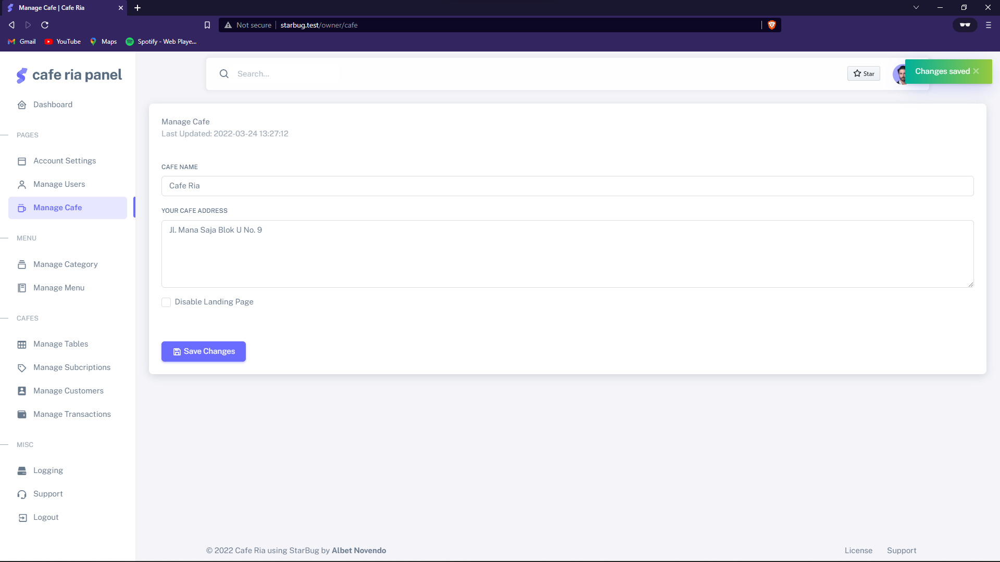 Manage Cafe | Cafe Ria
Not secure
starbug.test/owner/cafe
Gmail
YouTube
Maps
Spotify - Web Playe...
cafe ria panel
Dashboard
PAGES
Account Settings
Manage Users
Manage Cafe
MENU
Manage Category
Manage Menu
CAFES
Manage Tables
Manage Subcriptions
Manage Customers
Manage Transactions
MISC
Logging
Support
Logout
Search...
Star
Changes saved
Manage Cafe
Last Updated: 2022-03-24 13:27:12
CAFE NAME
Cafe Ria
YOUR CAFE ADDRESS
Jl. Mana Saja Blok U No. 9
Disable Landing Page
Save Changes
© 2022 Cafe Ria using StarBug by Albet Novendo
License
Support